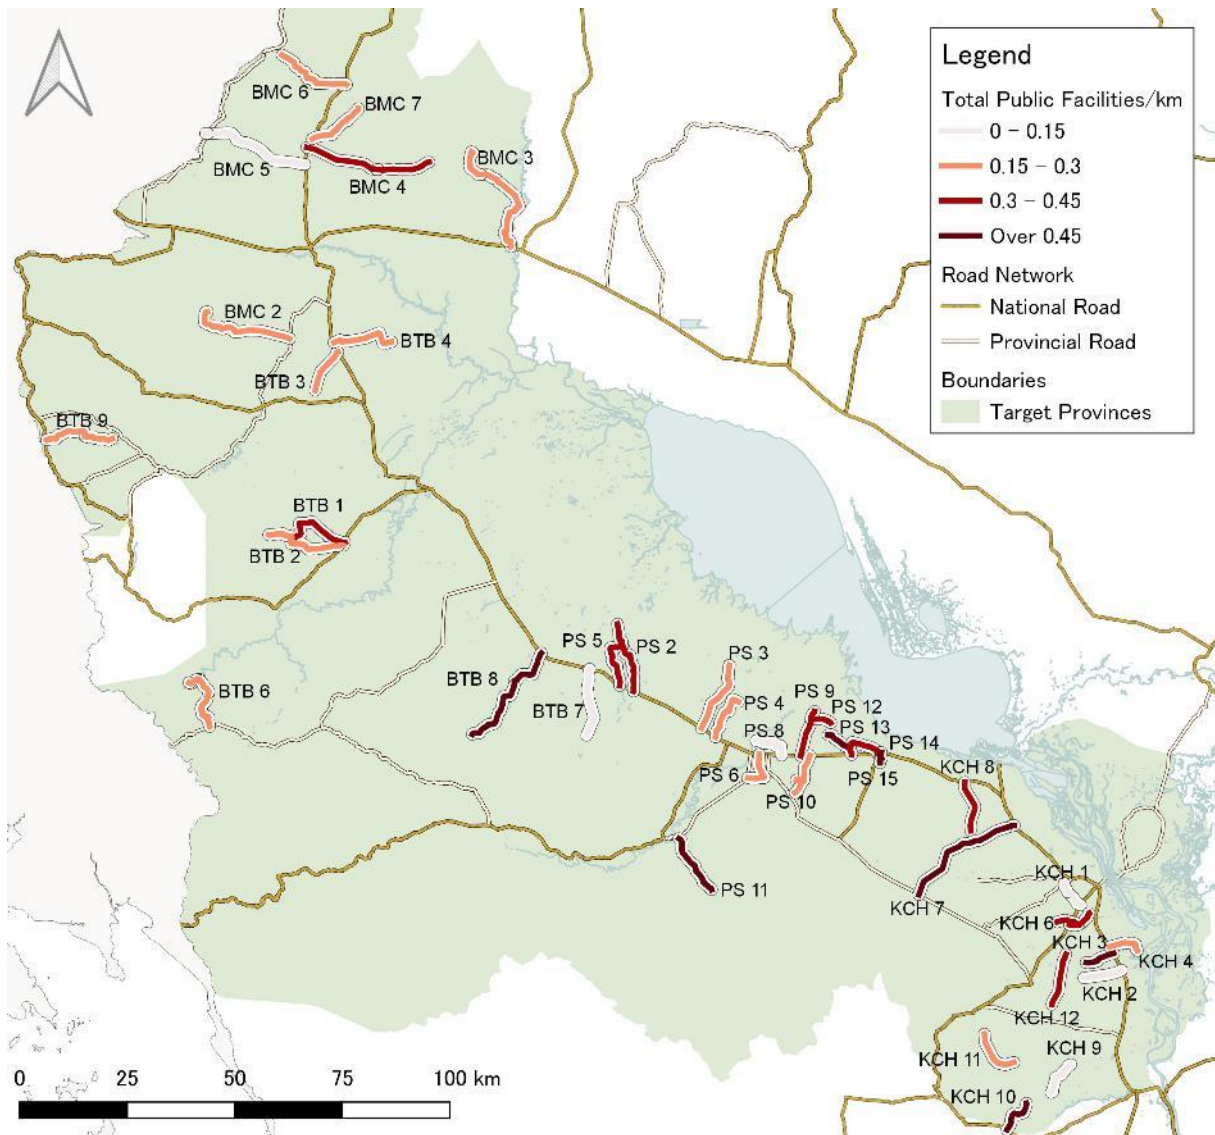 Legend
Total Public Facilities/km
0 - 0.15
0.15 - 0.3
0.3 - 0.45
Over 0.45
Road Network
National Road
Provincial Road
Boundaries
Target Provinces
BMC 6
BMC 7
BMC 5
BMC 4
BMC 3
BMC 2
BTB 4
BTB 3
BTB 9
BTB 1
BTB 2
BTB 6
BTB 8
BTB 7
PS 5
PS 2
PS 3
PS 4
PS 9
PS 12
PS 8
PS 13
PS 14
PS 6
PS 15
PS 10
KCH 8
PS 11
KCH 7
KCH 1
KCH 6
KCH 3
KCH 4
KCH 2
KCH 12
KCH 11
KCH 9
KCH 10
0 25 50 75 100 km